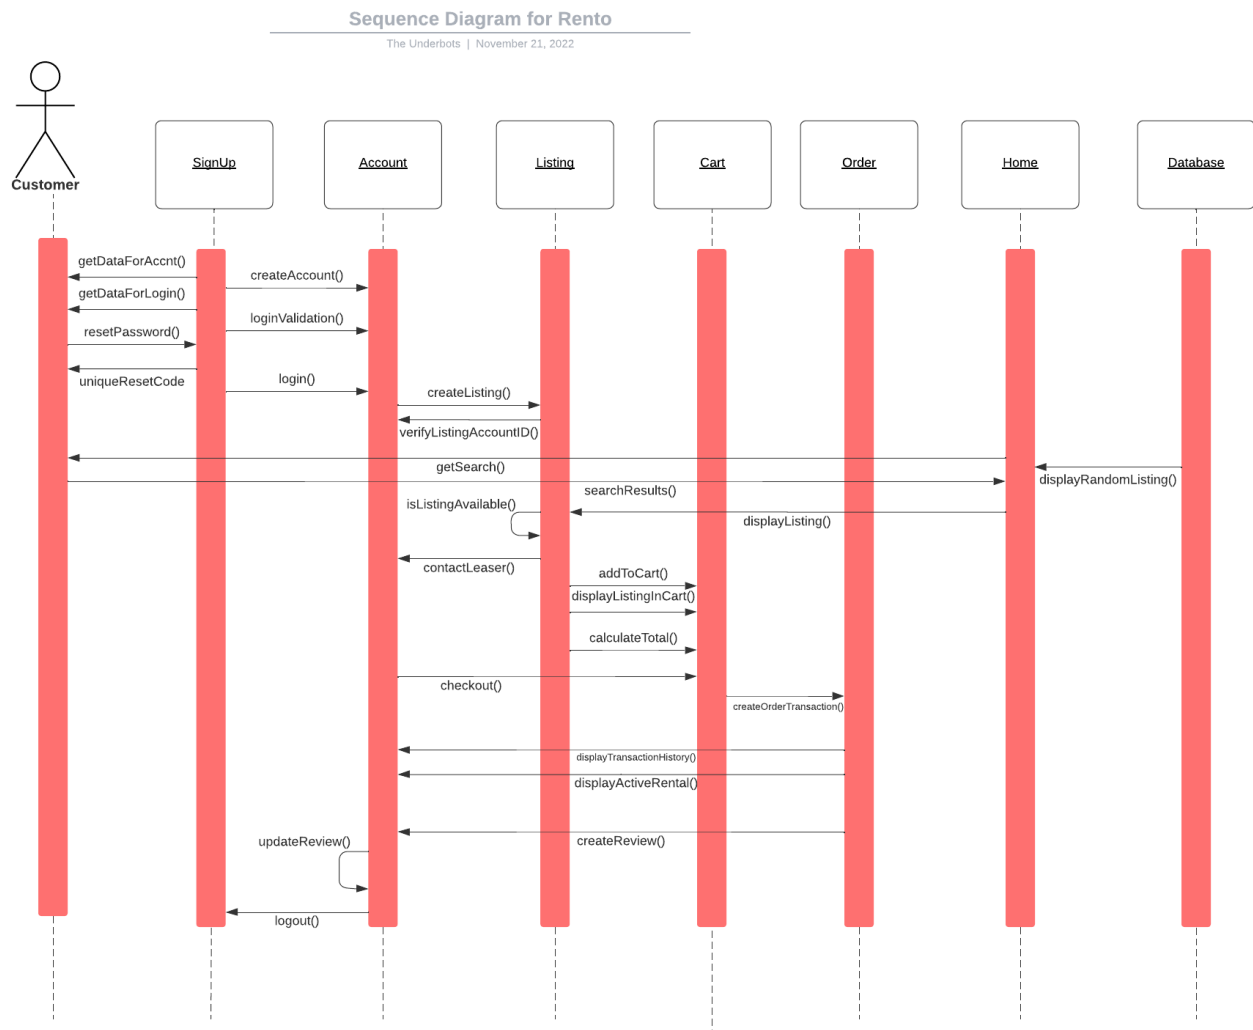 Sequence Diagram for Rento
The Underbots | November 21, 2022
Customer
SignUp
Account
Listing
Cart
Order
Home
Database
getDataForAccnt()
createAccount()
getDataForLogin()
loginValidation()
resetPassword()
uniqueResetCode
login()
createListing()
verifyListingAccountID()
getSearch()
displayRandomListing()
searchResults()
isListingAvailable()
displayListing()
contactLeaser()
addToCart()
displayListingInCart()
calculateTotal()
checkout()
createOrderTransaction()
displayTransactionHistory()
displayActiveRental()
updateReview()
createReview()
logout()